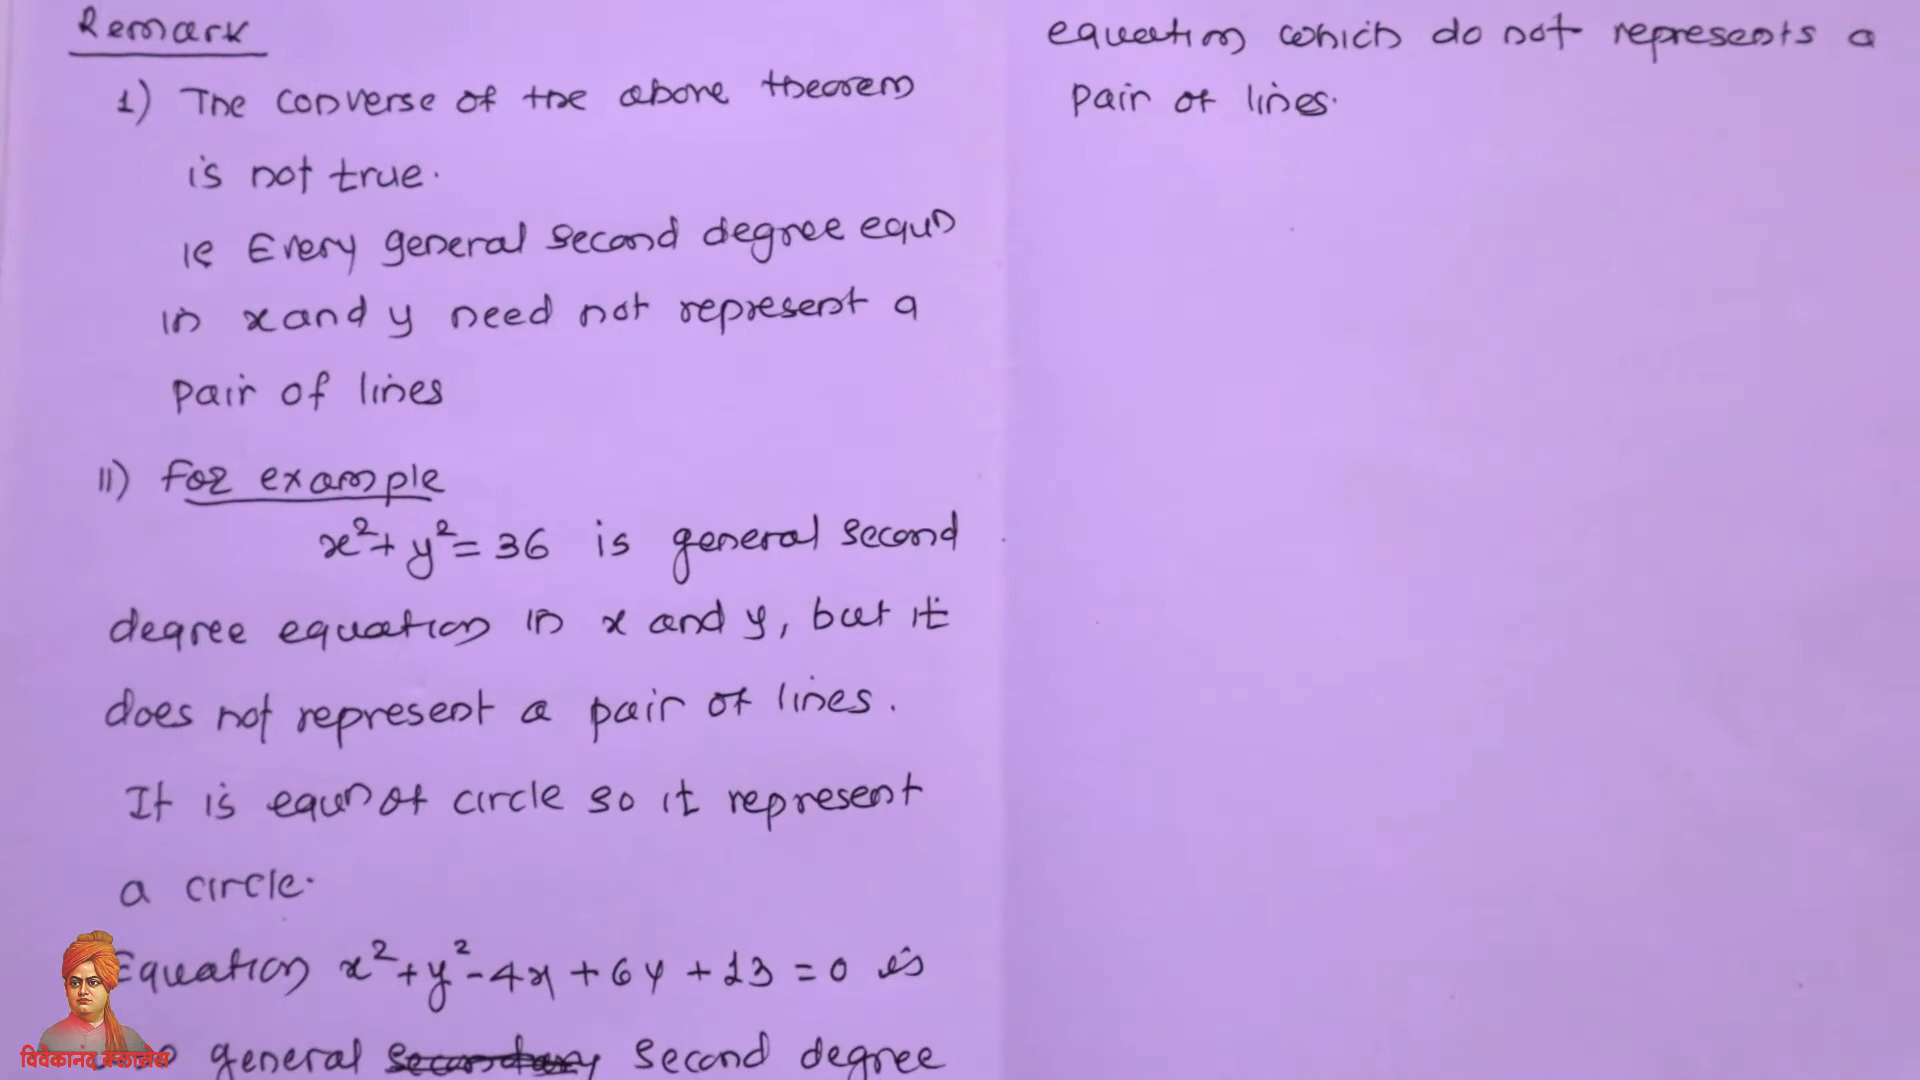 Remark
1) The converse of the above theorem
is not true.
ie Every general second degree equn
in x and y need not represent a
pair of lines
II) For example
x²+ y²= 36 is general second
degree equation in x and y, but it
does not represent a pair of lines.
It is equn of circle so it represent
a circle.
Equation x²+y²-4x+6y+13=0 is
general second degree
equation which do not represents a
pair of lines.
विवेकानंद क्लासेस